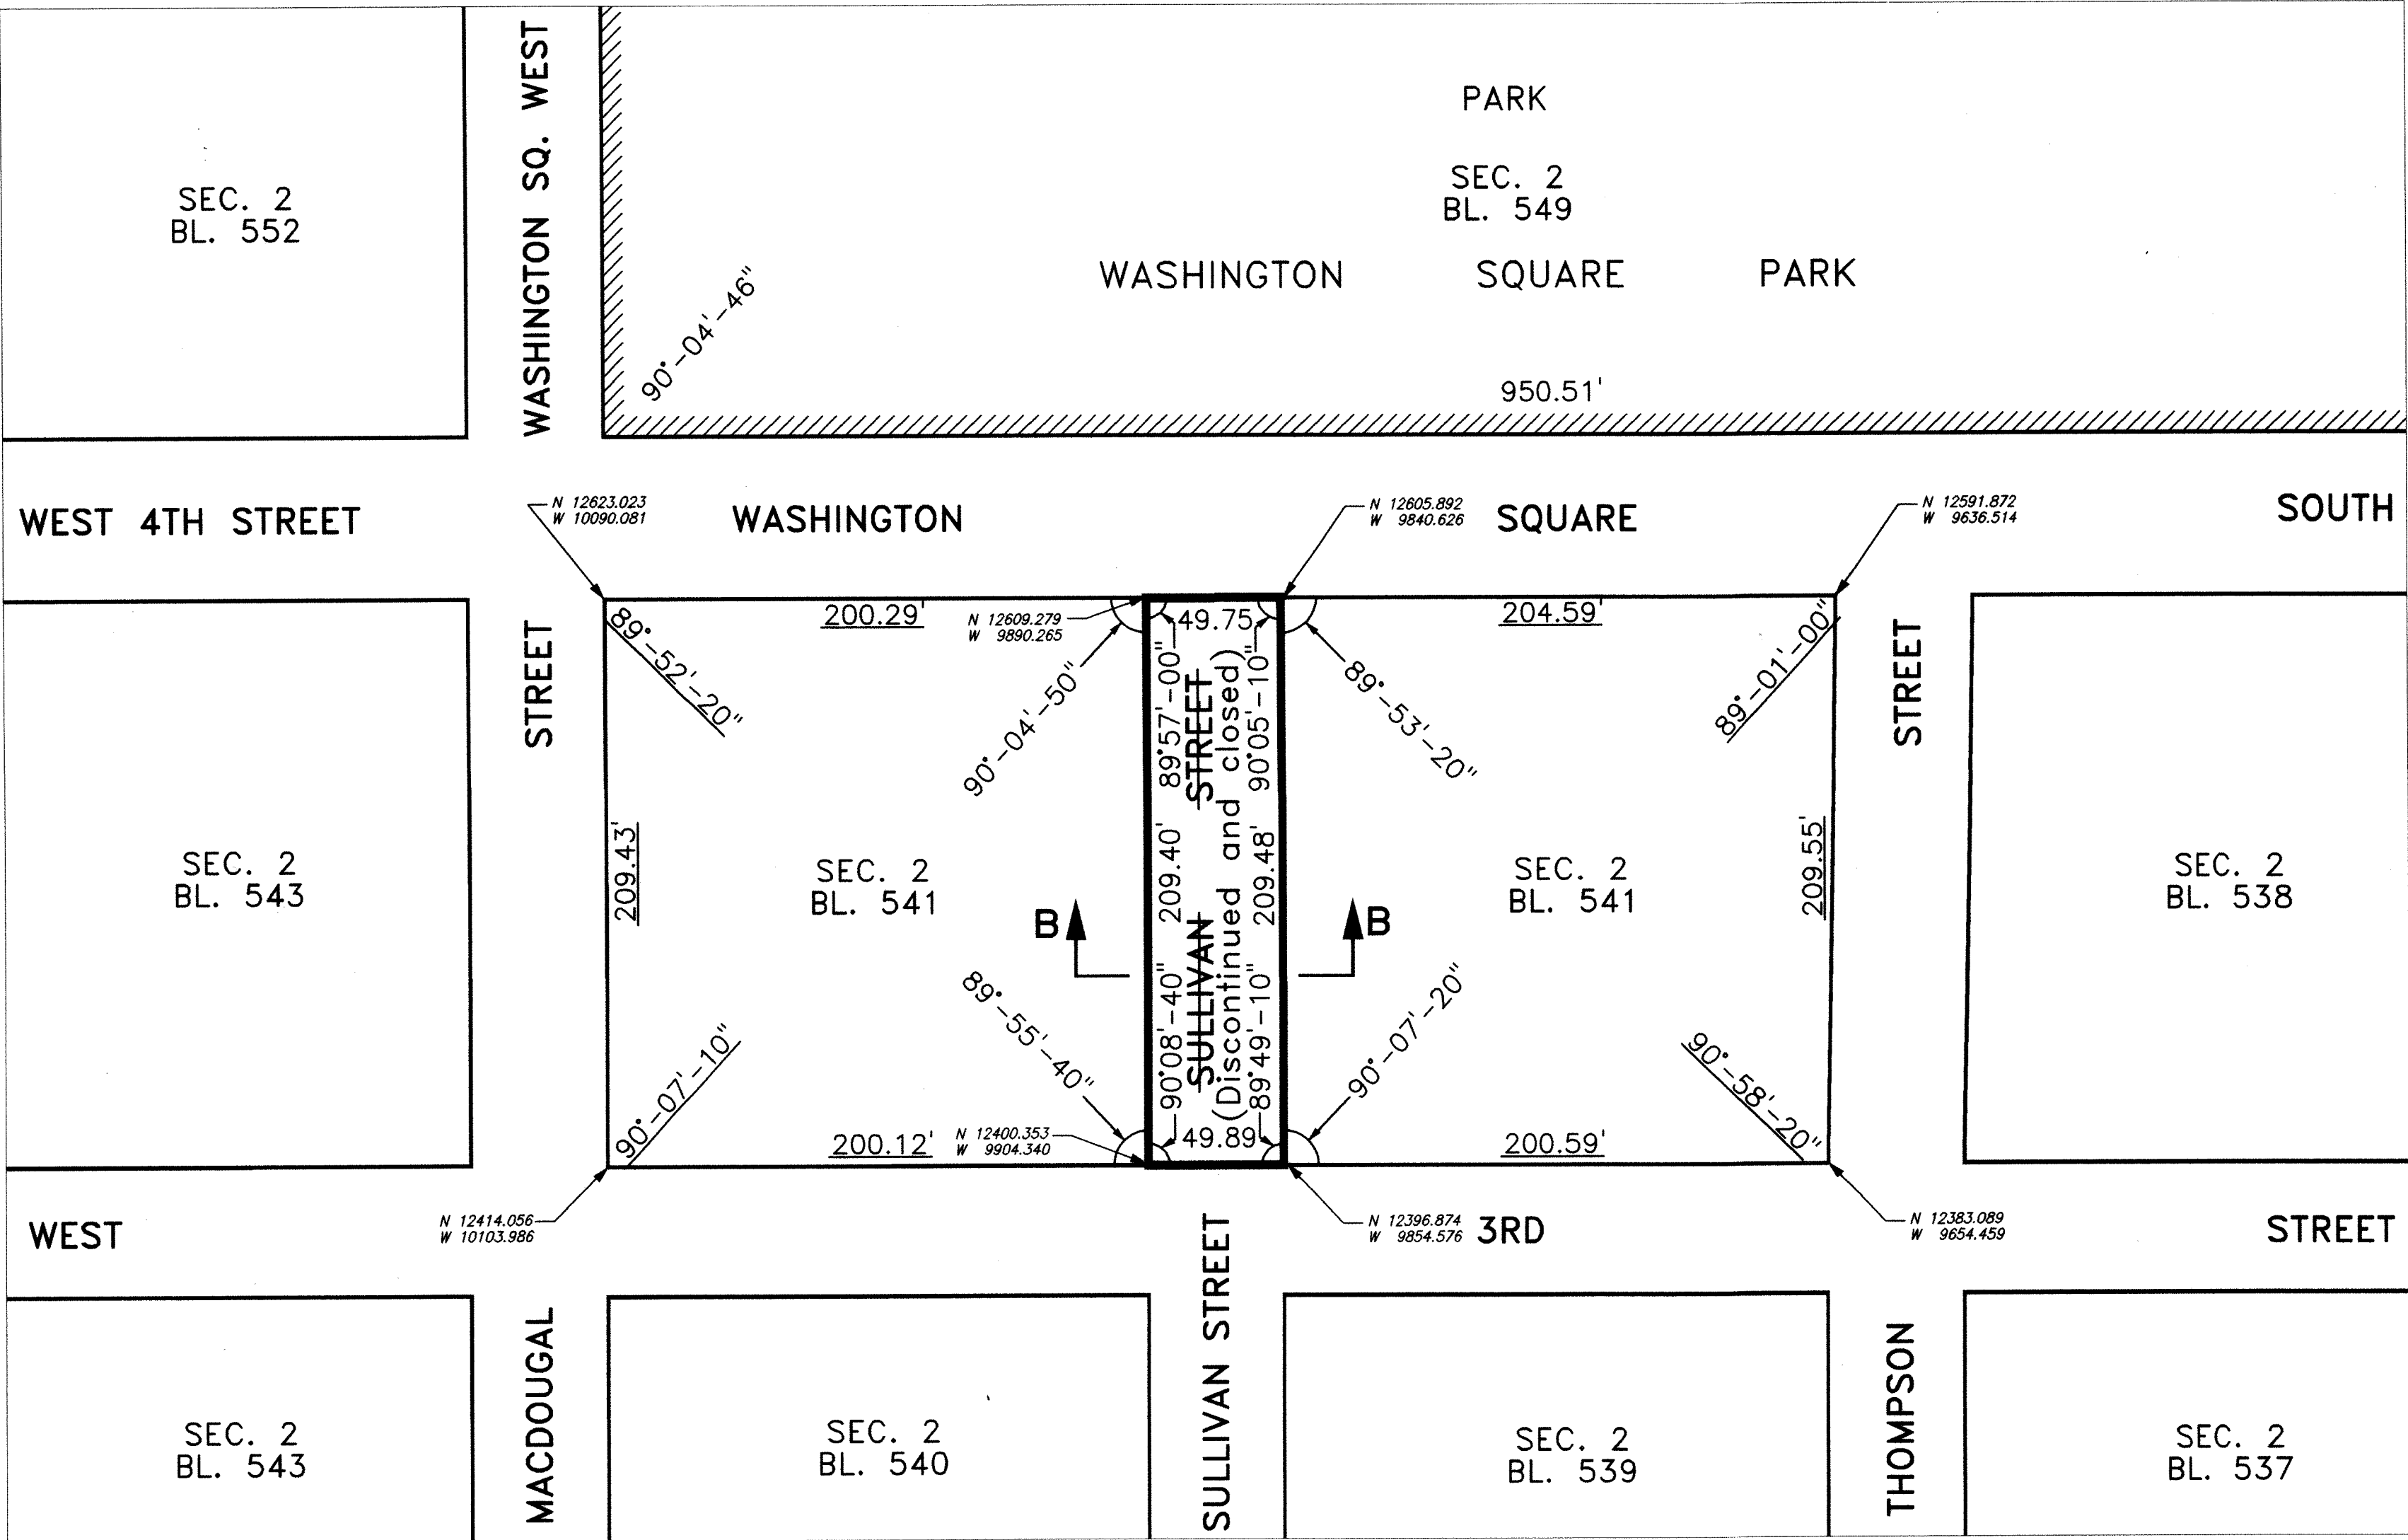 WASHINGTON SQ. WEST
PARK
SEC. 2
BL. 549
SEC. 2
BL. 552
WASHINGTON SQUARE PARK
90°-04'-46"
950.51'
WEST 4TH STREET
WASHINGTON
SQUARE
SOUTH
N 12623.023
W 10090.081
N 12605.892
W 9840.626
N 12591.872
W 9636.514
200.29'
N 12609.279
W 9890.265
49.75
204.59'
89°-52'-20"
90°-04'-50"
89°57'-00"
90°05'-10"
89°-53'-20"
89°-01'-00"
STREET
STREET
SULLIVAN STREET
(Discontinued and closed)
209.43'
209.40'
209.48'
209.55'
SEC. 2
BL. 543
SEC. 2
BL. 541
SEC. 2
BL. 541
SEC. 2
BL. 538
B
B
90°-07'-10"
89°-55'-40"
90°08'-40"
89°49'-10"
90°-07'-20"
90°-58'-20"
200.12'
N 12400.353
W 9904.340
49.89
200.59'
WEST
N 12414.056
W 10103.986
N 12396.874
W 9854.576
3RD
N 12383.089
W 9654.459
STREET
MACDOUGAL
SULLIVAN STREET
THOMPSON
SEC. 2
BL. 543
SEC. 2
BL. 540
SEC. 2
BL. 539
SEC. 2
BL. 537